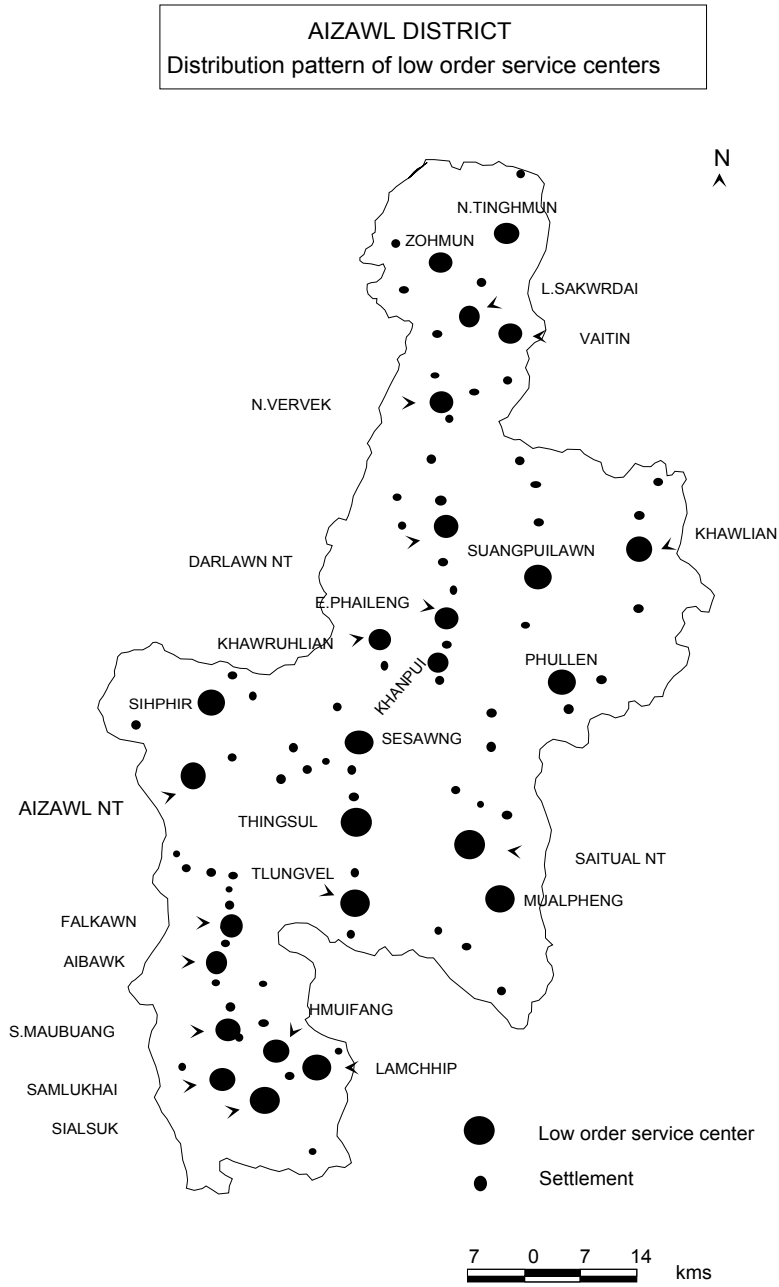 AIZAWL DISTRICT
Distribution pattern of low order service centers
N
N.TINGHMUN
ZOHMUN
L.SAKWRDAI
VAITIN
N.VERVEK
KHAWLIAN
SUANGPUILAWN
DARLAWN NT
E.PHAILENG
KHAWRUHLIAN
PHULLEN
KHANPUI
SIHPHIR
SESAWNG
AIZAWL NT
THINGSUL
SAITUAL NT
TLUNGVEL
MUALPHENG
FALKAWN
AIBAWK
HMUIFANG
S.MAUBUANG
LAMCHHIP
SAMLUKHAI
SIALSUK
Low order service center
Settlement
7 0 7 14
kms